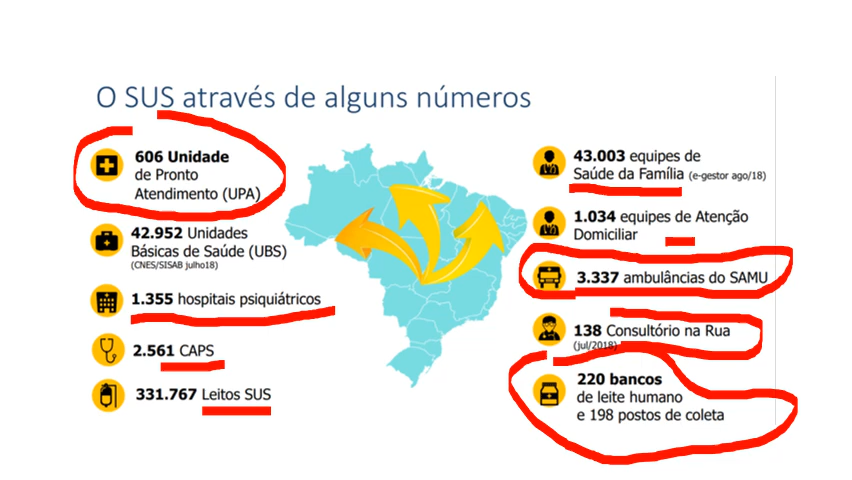 O SUS através de alguns números
606 Unidade
de Pronto
Atendimento (UPA)
42.952 Unidades
Básicas de Saúde (UBS)
(CNES/SISAB julho18)
1.355 hospitais psiquiátricos
2.561 CAPS
331.767 Leitos SUS
43.003 equipes de
Saúde da Família (e-gestor ago/18)
1.034 equipes de Atenção
Domiciliar
3.337 ambulâncias do SAMU
138 Consultório na Rua
(jul/2018)
220 bancos
de leite humano
e 198 postos de coleta